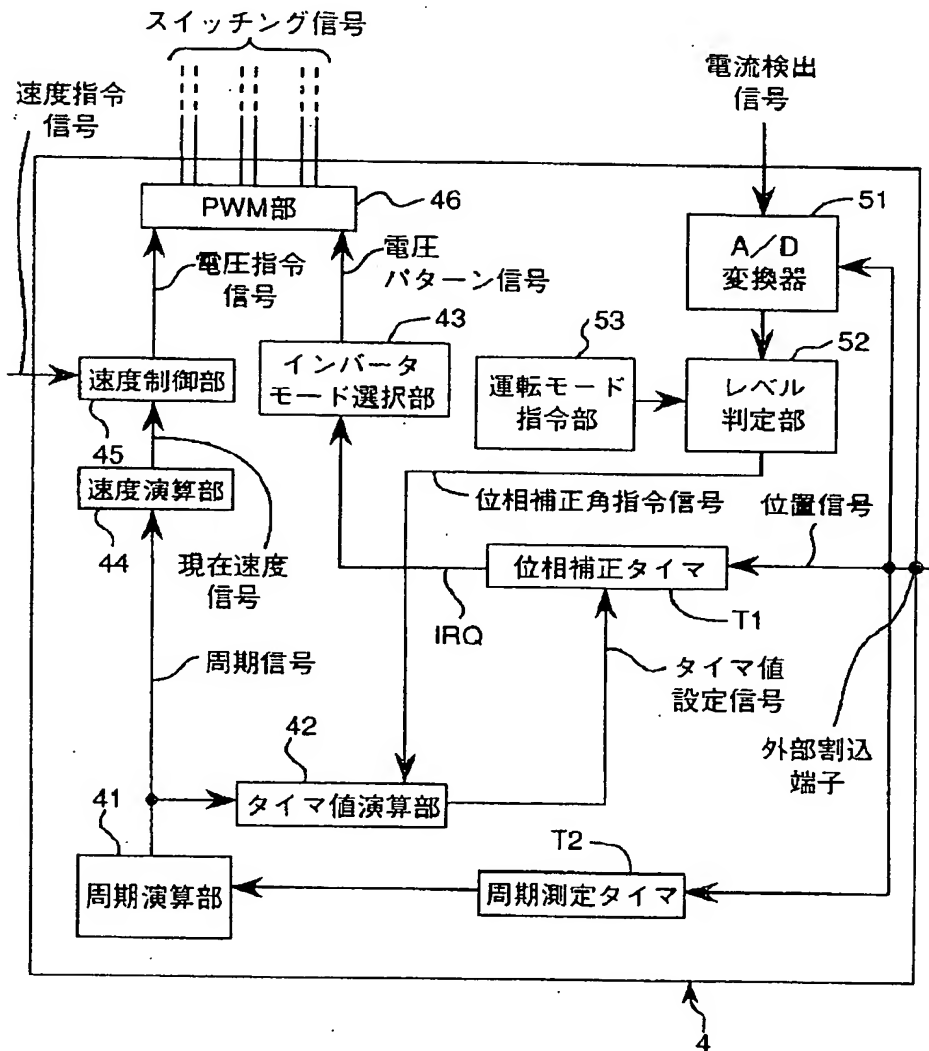 スイッチング信号
速度指令
信号
電流検出
信号
PWM部
46
51
電圧指令
信号
電圧
パターン信号
A/D
変換器
43
53
52
速度制御部
インバータ
モード選択部
運転モード
指令部
レベル
判定部
45
速度演算部
44
位相補正角指令信号
位置信号
現在速度
信号
位相補正タイマ
T1
IRQ
周期信号
タイマ値
設定信号
42
外部割込
端子
41
タイマ値演算部
T2
周期演算部
周期測定タイマ
4